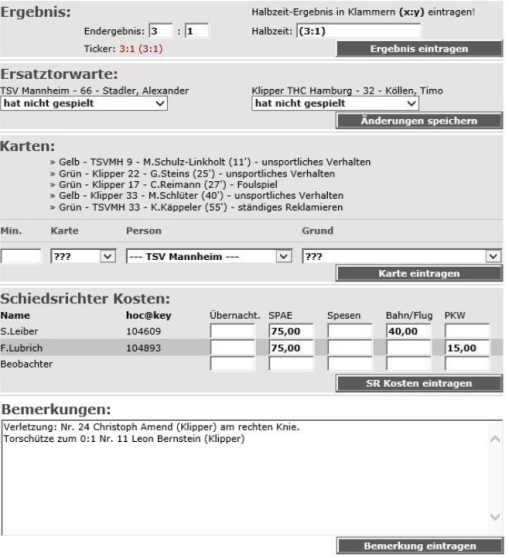 Ergebnis:
Halbzeit-Ergebnis in Klammern (x:y) eintragen!
Endergebnis: 3 : 1 Halbzeit: (3:1)
Ticker: 3:1 (3:1) Ergebnis eintragen
Ersatztorwarte:
TSV Mannheim - 66 - Stadler, Alexander Klipper THC Hamburg - 32 - Köllen, Timo
hat nicht gespielt hat nicht gespielt
Änderungen speichern
Karten:
» Gelb - TSVMH 9 - M.Schulz-Linkholt (11') - unsportliches Verhalten
» Grün - Klipper 22 - G.Steins (25') - unsportliches Verhalten
» Grün - Klipper 17 - C.Reimann (27') - Foulspiel
» Gelb - Klipper 33 - M.Schlüter (40') - unsportliches Verhalten
» Grün - TSVMH 33 - K.Käppeler (55') - ständiges Reklamieren
Min. Karte Person Grund
??? --- TSV Mannheim --- ???
Karte eintragen
Schiedsrichter Kosten:
Name hoc@key Übernacht. SPAE Spesen Bahn/Flug PKW
S.Leiber 104609 75,00 40,00
F.Lubrich 104893 75,00 15,00
Beobachter
SR Kosten eintragen
Bemerkungen:
Verletzung: Nr. 24 Christoph Amend (Klipper) am rechten Knie.
Torschütze zum 0:1 Nr. 11 Leon Bernstein (Klipper)
Bemerkung eintragen